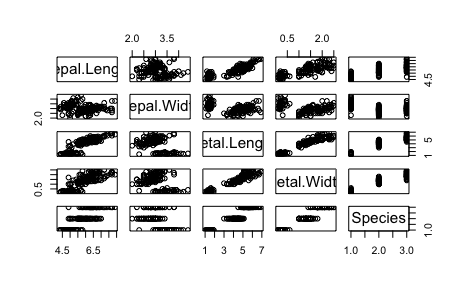 2.0 3.5 0.5 2.0
epal.Leng 4.5
2.0 epal.Widt
etal.Leng 1 5
0.5 etal.Widt
Species 1.0
4.5 6.5 1 3 5 7 1.0 2.0 3.0